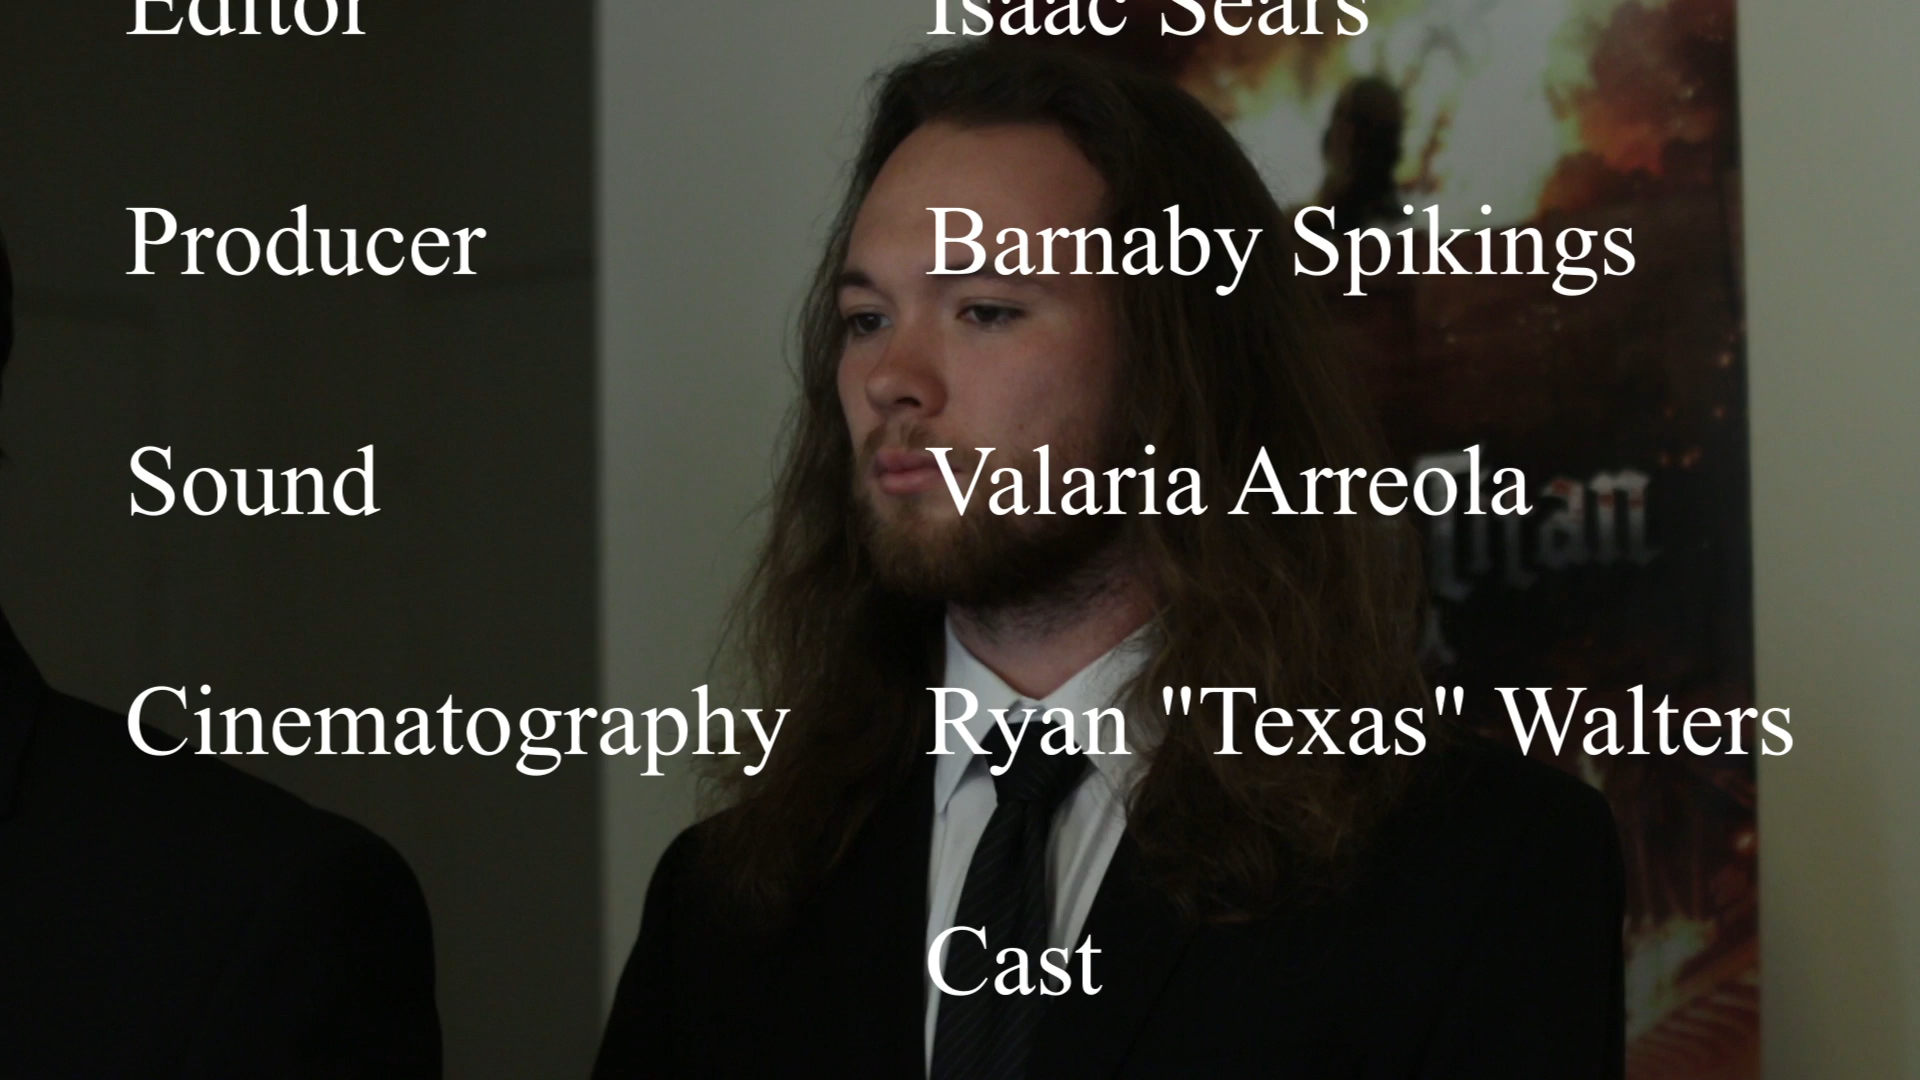 Editor Isaac Sears
Producer Barnaby Spikings
Sound Valaria Arreola
Cinematography Ryan "Texas" Walters
Cast